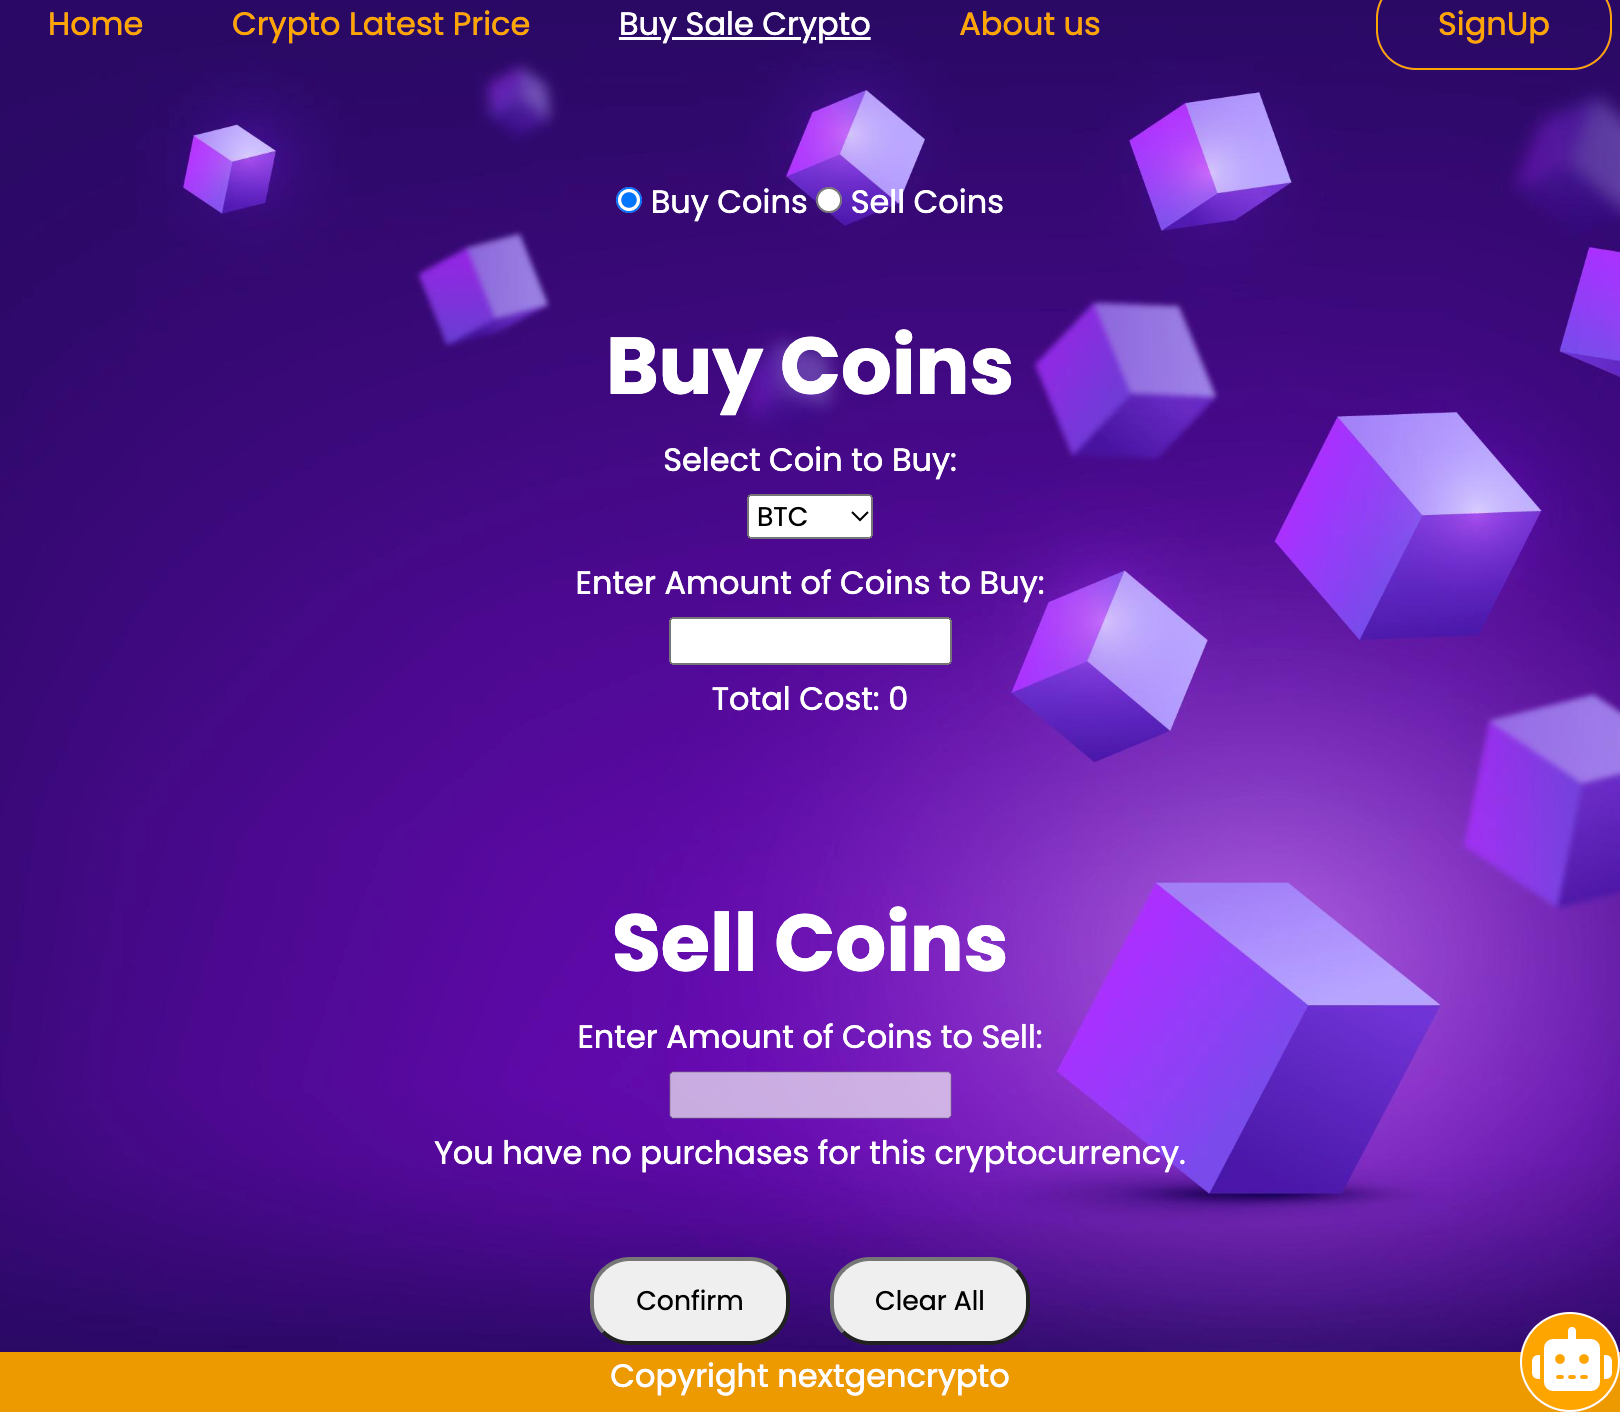 Home Crypto Latest Price Buy Sale Crypto About us SignUp
Buy Coins Sell Coins
Buy Coins
Select Coin to Buy:
BTC
Enter Amount of Coins to Buy:
Total Cost: 0
Sell Coins
Enter Amount of Coins to Sell:
You have no purchases for this cryptocurrency.
Confirm Clear All
Copyright nextgencrypto